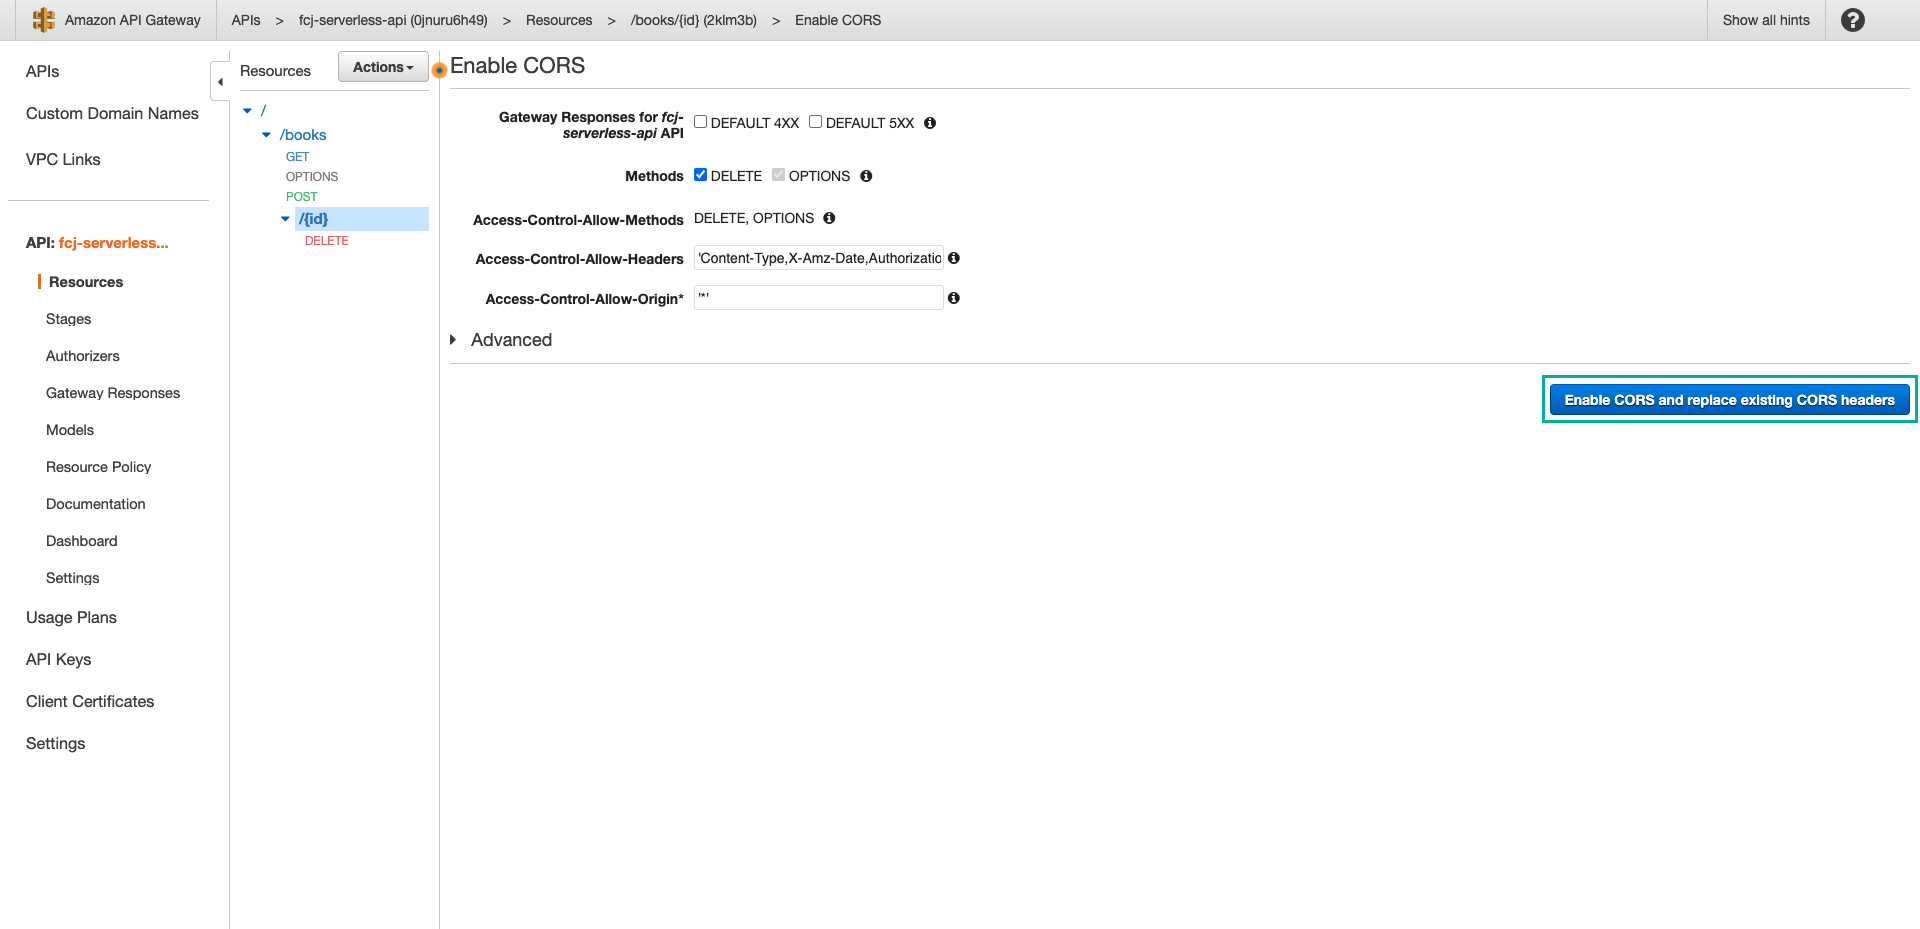 Amazon API Gateway
APIs > fcj-serverless-api (0jnuru6h49) > Resources > /books/{id} (2klm3b) > Enable CORS
Show all hints
?
APIs
Custom Domain Names
VPC Links
API: fcj-serverless...
Resources
Stages
Authorizers
Gateway Responses
Models
Resource Policy
Documentation
Dashboard
Settings
Usage Plans
API Keys
Client Certificates
Settings
Resources
Actions
/
/books
GET
OPTIONS
POST
/{id}
DELETE
Enable CORS
Gateway Responses for fcj-
serverless-api API
DEFAULT 4XX DEFAULT 5XX
Methods DELETE OPTIONS
Access-Control-Allow-Methods DELETE, OPTIONS
Access-Control-Allow-Headers 'Content-Type,X-Amz-Date,Authorizatio
Access-Control-Allow-Origin* '*'
Advanced
Enable CORS and replace existing CORS headers